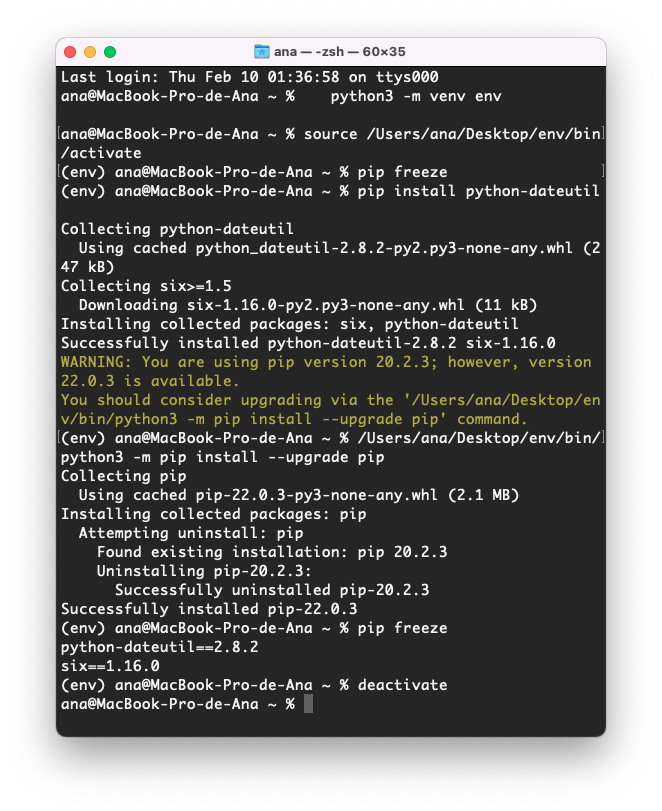 ana — -zsh — 60×35
Last login: Thu Feb 10 01:36:58 on ttys000
ana@MacBook-Pro-de-Ana ~ %    python3 -m venv env
ana@MacBook-Pro-de-Ana ~ % source /Users/ana/Desktop/env/bin
/activate
(env) ana@MacBook-Pro-de-Ana ~ % pip freeze
(env) ana@MacBook-Pro-de-Ana ~ % pip install python-dateutil
Collecting python-dateutil
  Using cached python_dateutil-2.8.2-py2.py3-none-any.whl (2
47 kB)
Collecting six>=1.5
  Downloading six-1.16.0-py2.py3-none-any.whl (11 kB)
Installing collected packages: six, python-dateutil
Successfully installed python-dateutil-2.8.2 six-1.16.0
WARNING: You are using pip version 20.2.3; however, version
22.0.3 is available.
You should consider upgrading via the '/Users/ana/Desktop/en
v/bin/python3 -m pip install --upgrade pip' command.
(env) ana@MacBook-Pro-de-Ana ~ % /Users/ana/Desktop/env/bin/
python3 -m pip install --upgrade pip
Collecting pip
  Using cached pip-22.0.3-py3-none-any.whl (2.1 MB)
Installing collected packages: pip
  Attempting uninstall: pip
    Found existing installation: pip 20.2.3
    Uninstalling pip-20.2.3:
      Successfully uninstalled pip-20.2.3
Successfully installed pip-22.0.3
(env) ana@MacBook-Pro-de-Ana ~ % pip freeze
python-dateutil==2.8.2
six==1.16.0
(env) ana@MacBook-Pro-de-Ana ~ % deactivate
ana@MacBook-Pro-de-Ana ~ %